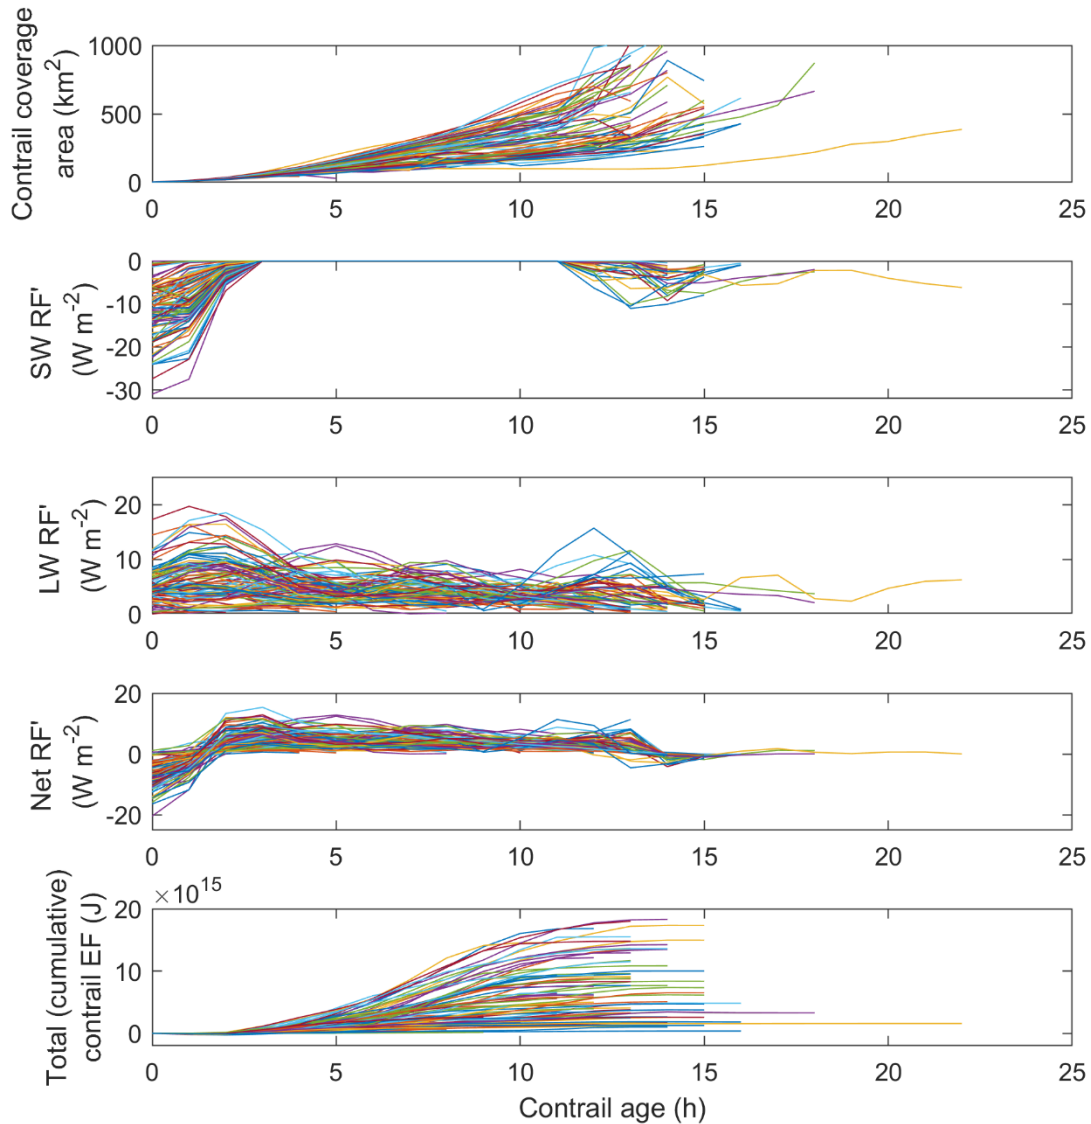 Contrail coverage
area (km²)
1000
500
0
0 5 10 15 20 25
SW RF'
(W m⁻²)
0
-10
-20
-30
0 5 10 15 20 25
LW RF'
(W m⁻²)
20
10
0
0 5 10 15 20 25
Net RF'
(W m⁻²)
20
0
-20
0 5 10 15 20 25
Total (cumulative)
contrail EF (J)
×10¹⁵
20
10
0
0 5 10 15 20 25
Contrail age (h)